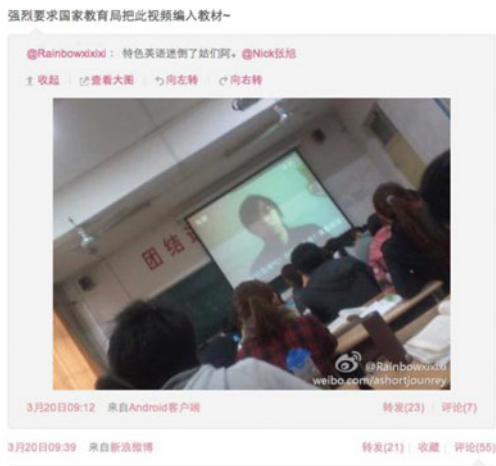 强烈要求国家教育局把此视频编入教材~
@Rainbowxixixi： 特色英语迷倒了姑们阿。@Nick张旭
收起 查看大图 向左转 向右转
团结
@Rainbowxixixi
weibo.com/ashortjounrey
3月20日09:12 来自Android客户端 转发(23) 评论(7)
3月20日09:39 来自新浪微博 转发(21) 收藏 评论(55)